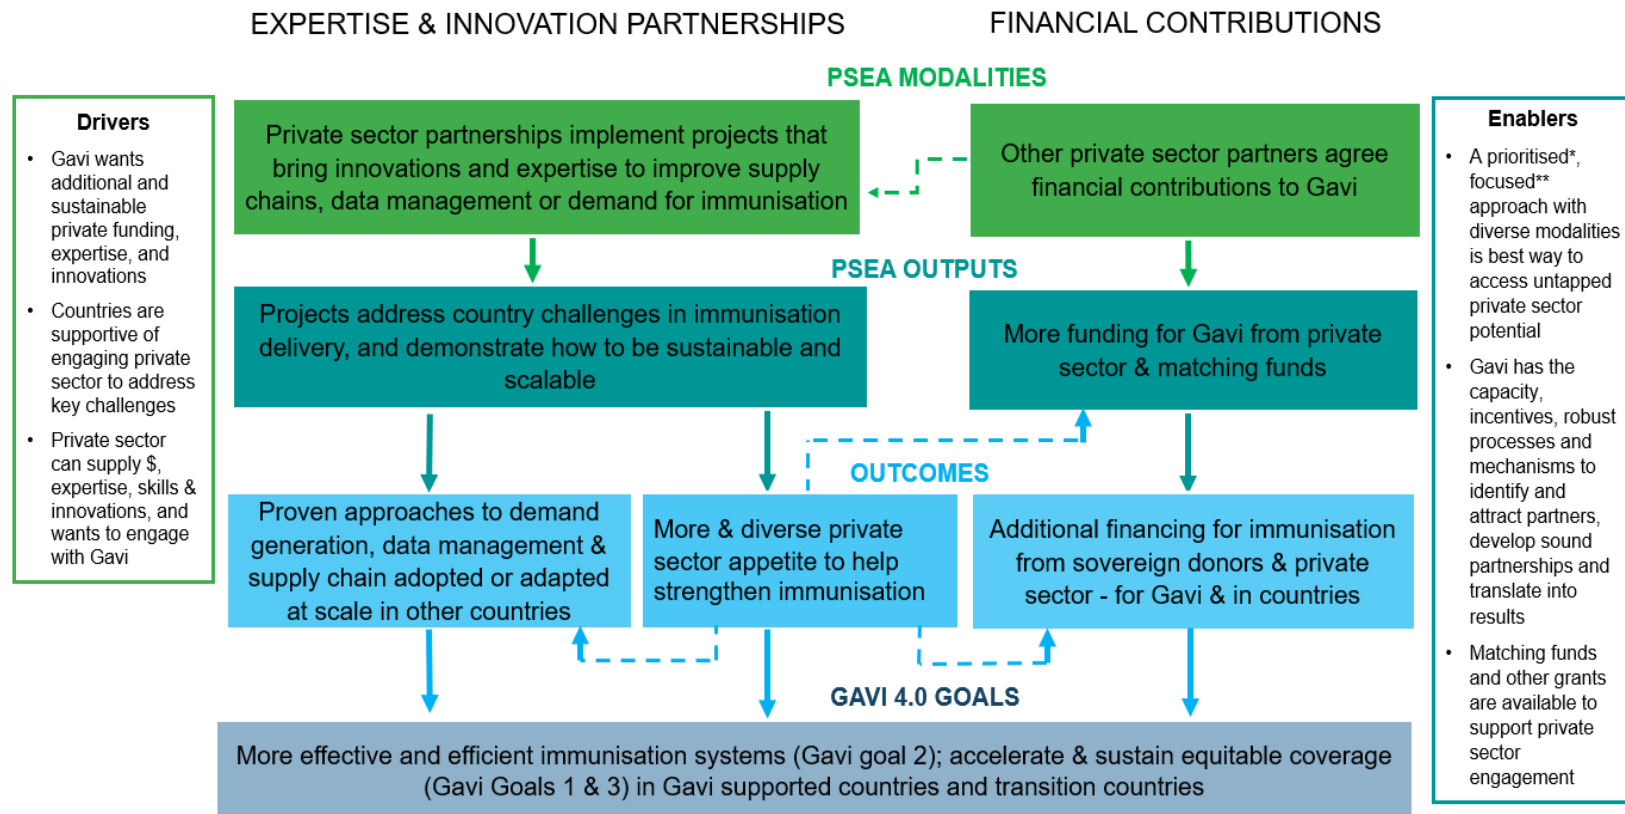 EXPERTISE & INNOVATION PARTNERSHIPS
FINANCIAL CONTRIBUTIONS
PSEA MODALITIES
Drivers
• Gavi wants
additional and
sustainable
private funding,
expertise, and
innovations
• Countries are
supportive of
engaging private
sector to address
key challenges
• Private sector
can supply $,
expertise, skills &
innovations, and
wants to engage
with Gavi
Private sector partnerships implement projects that
bring innovations and expertise to improve supply
chains, data management or demand for immunisation
Other private sector partners agree
financial contributions to Gavi
PSEA OUTPUTS
Projects address country challenges in immunisation
delivery, and demonstrate how to be sustainable and
scalable
More funding for Gavi from private
sector & matching funds
OUTCOMES
Proven approaches to demand
generation, data management &
supply chain adopted or adapted
at scale in other countries
More & diverse private
sector appetite to help
strengthen immunisation
Additional financing for immunisation
from sovereign donors & private
sector - for Gavi & in countries
GAVI 4.0 GOALS
More effective and efficient immunisation systems (Gavi goal 2); accelerate & sustain equitable coverage
(Gavi Goals 1 & 3) in Gavi supported countries and transition countries
Enablers
• A prioritised*,
focused**
approach with
diverse modalities
is best way to
access untapped
private sector
potential
• Gavi has the
capacity,
incentives, robust
processes and
mechanisms to
identify and
attract partners,
develop sound
partnerships and
translate into
results
• Matching funds
and other grants
are available to
support private
sector
engagement